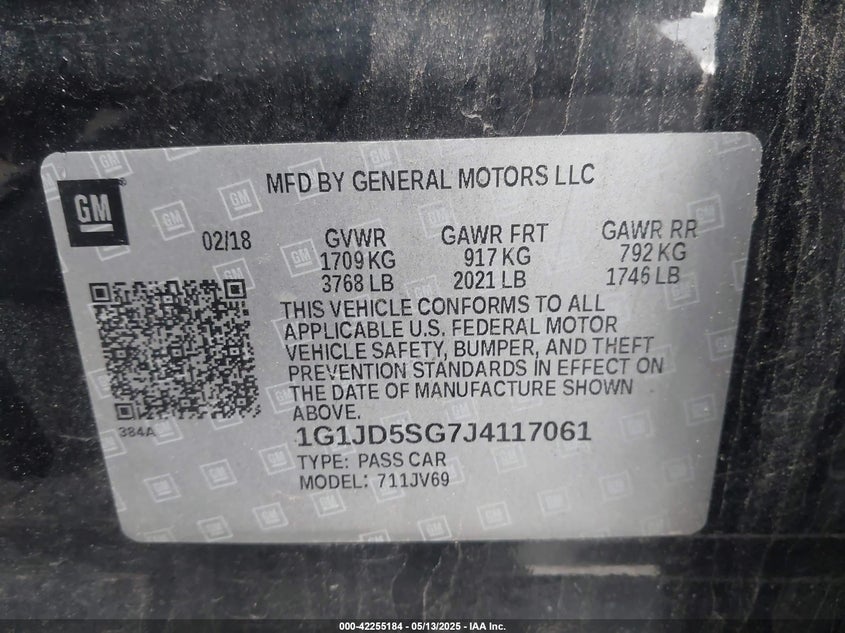 GM
MFD BY GENERAL MOTORS LLC
02/18
GVWR
1709 KG
3768 LB
GAWR FRT
917 KG
2021 LB
GAWR RR
792 KG
1746 LB
THIS VEHICLE CONFORMS TO ALL
APPLICABLE U.S. FEDERAL MOTOR
VEHICLE SAFETY, BUMPER, AND THEFT
PREVENTION STANDARDS IN EFFECT ON
THE DATE OF MANUFACTURE SHOWN
ABOVE.
384A
1G1JD5SG7J4117061
TYPE: PASS CAR
MODEL: 711JV69
000-42255184 - 05/13/2025 - IAA Inc.